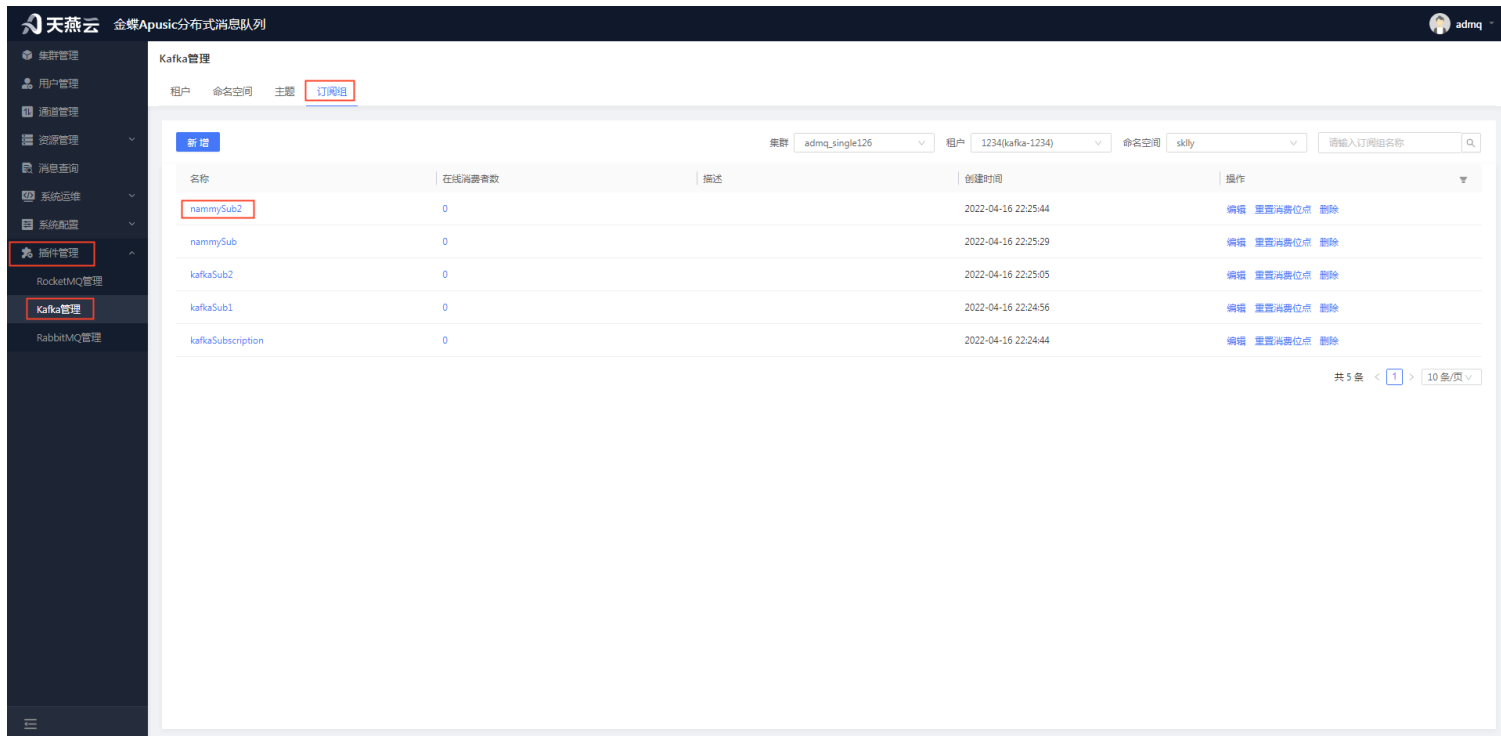 天燕云 金蝶Apusic分布式消息队列 admq
集群管理
用户管理
通道管理
资源管理
消息查询
系统运维
系统配置
插件管理
RocketMQ管理
Kafka管理
RabbitMQ管理
Kafka管理
租户 命名空间 主题 订阅组
新增 集群 admq_single126 租户 1234(kafka-1234) 命名空间 sklly 请输入订阅组名称
名称 在线消费者数 描述 创建时间 操作
nammySub2 0 2022-04-16 22:25:44 编辑 重置消费位点 删除
nammySub 0 2022-04-16 22:25:29 编辑 重置消费位点 删除
kafkaSub2 0 2022-04-16 22:25:05 编辑 重置消费位点 删除
kafkaSub1 0 2022-04-16 22:24:56 编辑 重置消费位点 删除
kafkaSubscription 0 2022-04-16 22:24:44 编辑 重置消费位点 删除
共 5 条 < 1 > 10 条/页